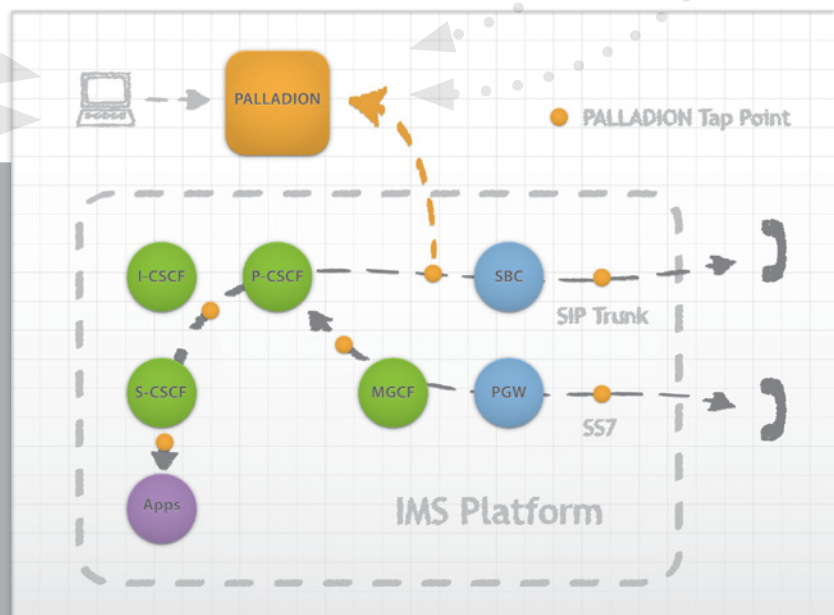 PALLADION
PALLADION Tap Point
I-CSCF
P-CSCF
SBC
SIP Trunk
S-CSCF
MGCF
PGW
SS7
Apps
IMS Platform